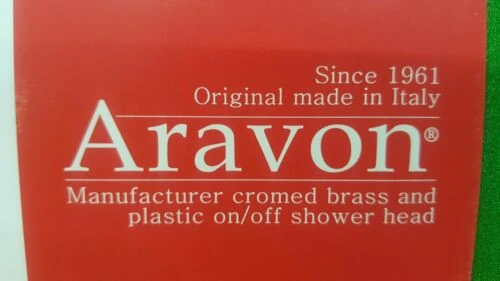 Since 1961
Original made in Italy
Aravon®
Manufacturer cromed brass and
plastic on/off shower head